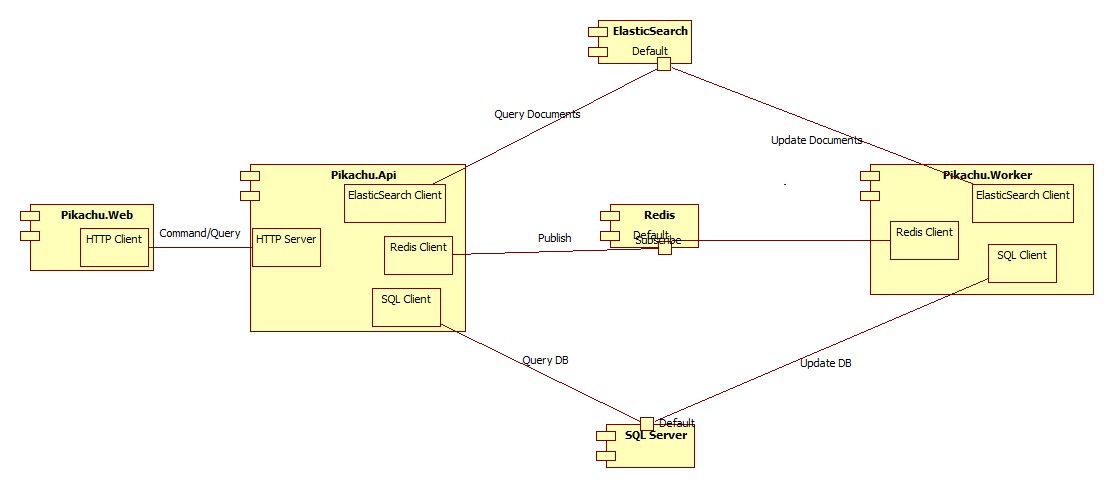 ElasticSearch
Default
Query Documents
Update Documents
Pikachu.Api
ElasticSearch Client
Pikachu.Worker
ElasticSearch Client
Pikachu.Web
HTTP Client
Command/Query
HTTP Server
Redis Client
Publish
Redis
Default
Subscribe
Redis Client
SQL Client
SQL Client
Query DB
Update DB
Default
SQL Server